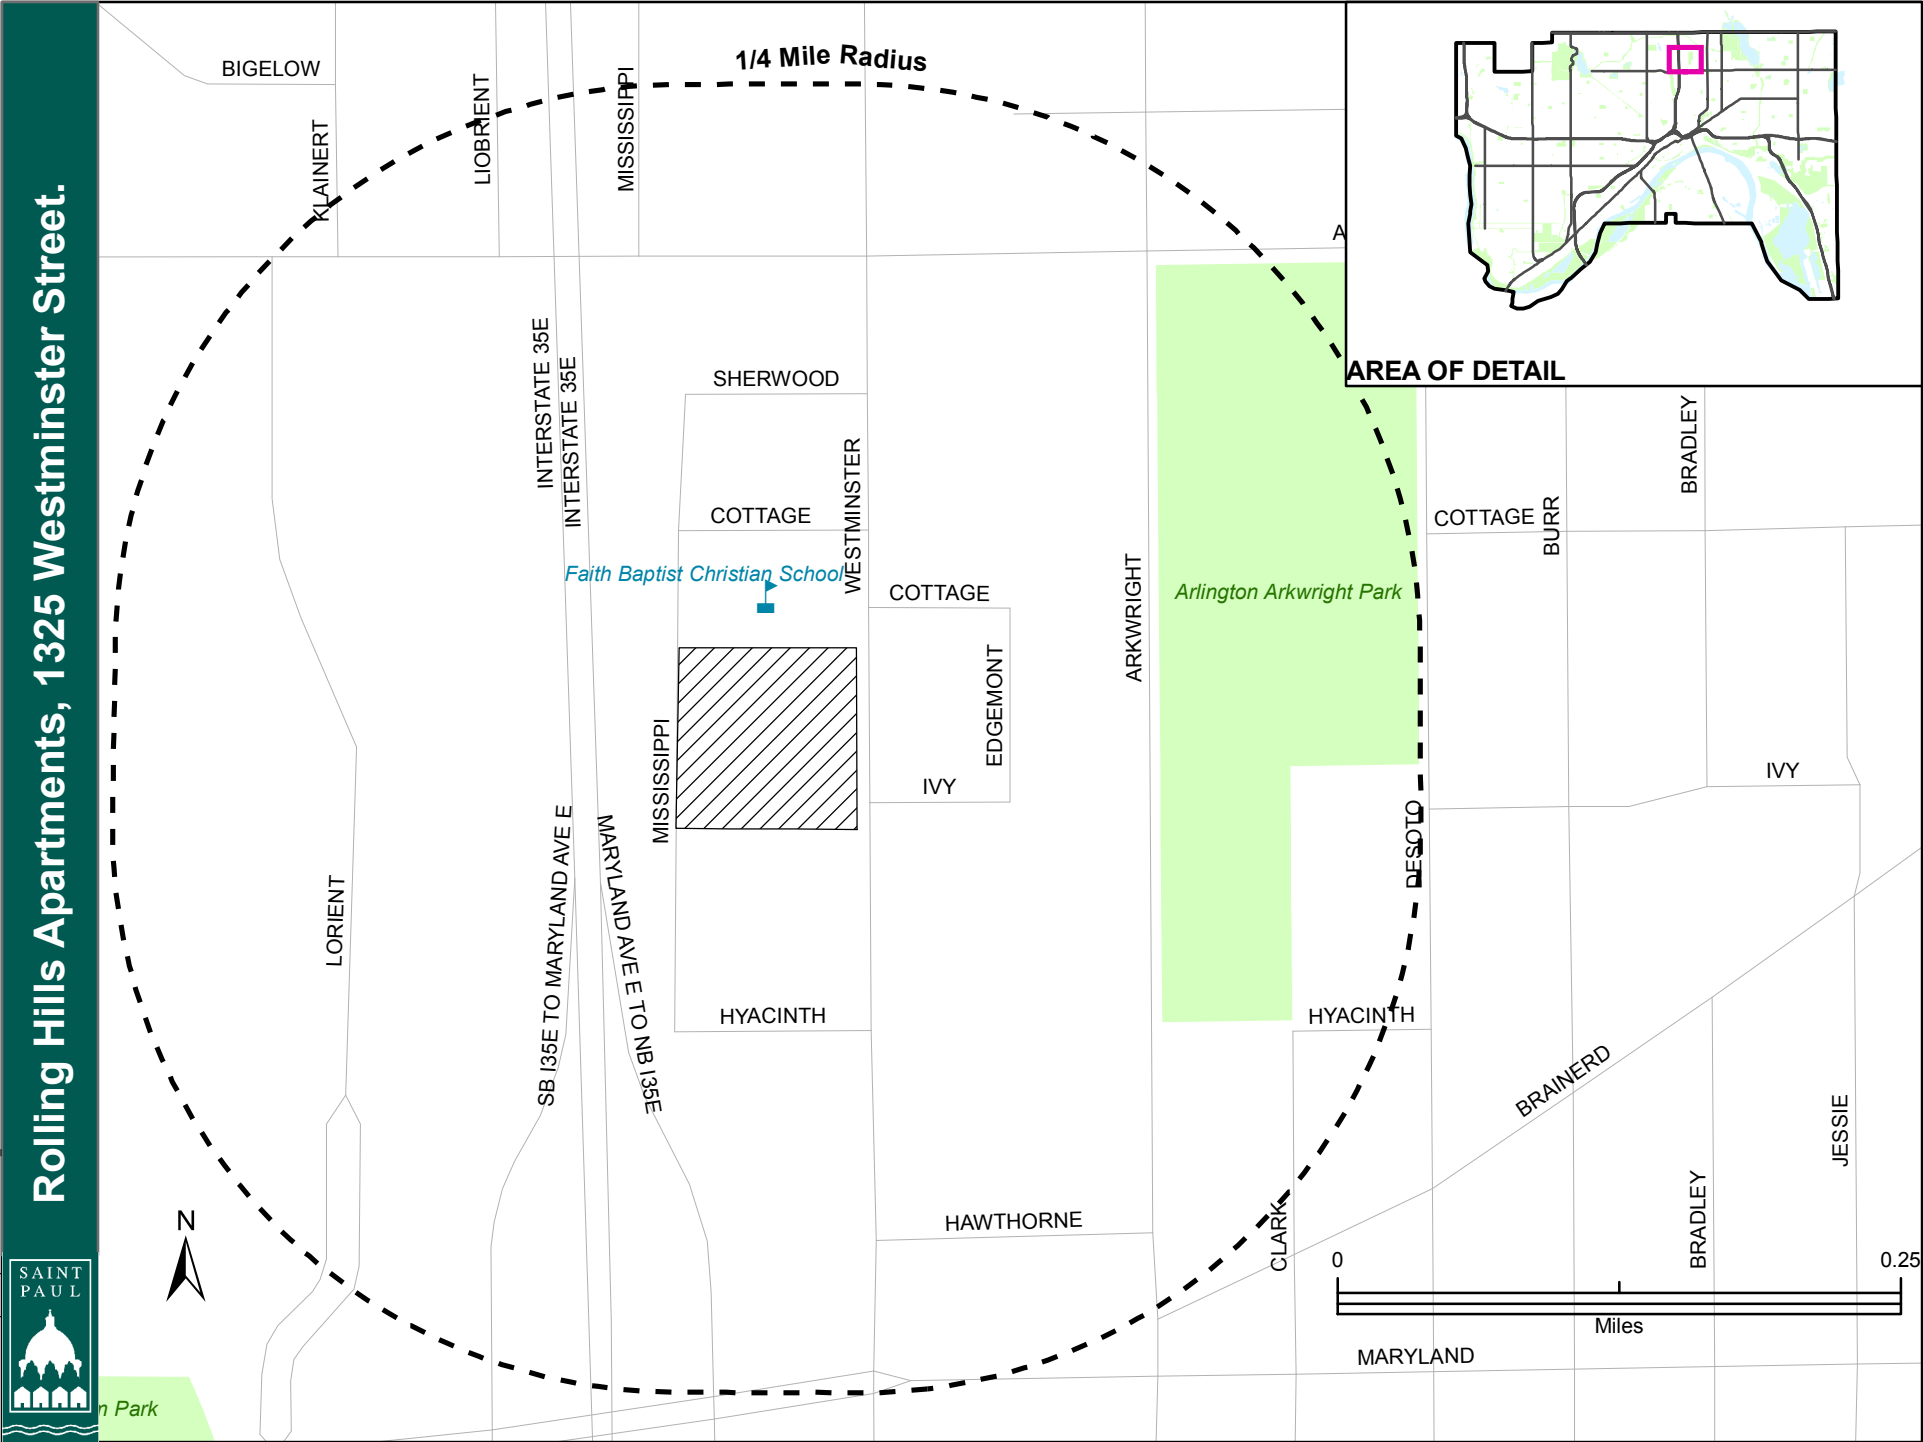 Rolling Hills Apartments, 1325 Westminster Street.
SAINT
PAUL
1/4 Mile Radius
BIGELOW
KLAINERT
LIOBRIENT
MISSISSIPPI
A
AREA OF DETAIL
INTERSTATE 35E
INTERSTATE 35E
SHERWOOD
COTTAGE
WESTMINSTER
Faith Baptist Christian School
COTTAGE
EDGEMONT
IVY
ARKWRIGHT
Arlington Arkwright Park
COTTAGE
BURR
BRADLEY
IVY
MISSISSIPPI
DESOTO
LORIENT
SB I35E TO MARYLAND AVE E
MARYLAND AVE E TO NB I35E
HYACINTH
HYACINTH
BRAINERD
JESSIE
BRADLEY
HAWTHORNE
CLARK
N
0
0.25
Miles
MARYLAND
n Park